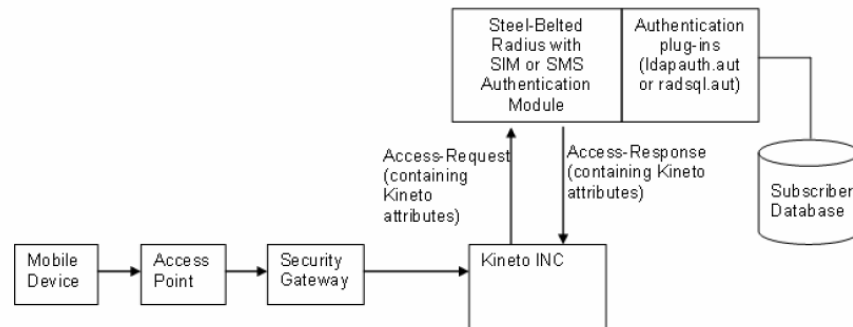 Steel-Belted
Radius with
SIM or SMS
Authentication
Module
Authentication
plug-ins
(ldapauth.aut
or radsql.aut)
Access-Request
(containing
Kineto
attributes)
Access-Response
(containing Kineto
attributes)
Subscriber
Database
Mobile
Device
Access
Point
Security
Gateway
Kineto INC